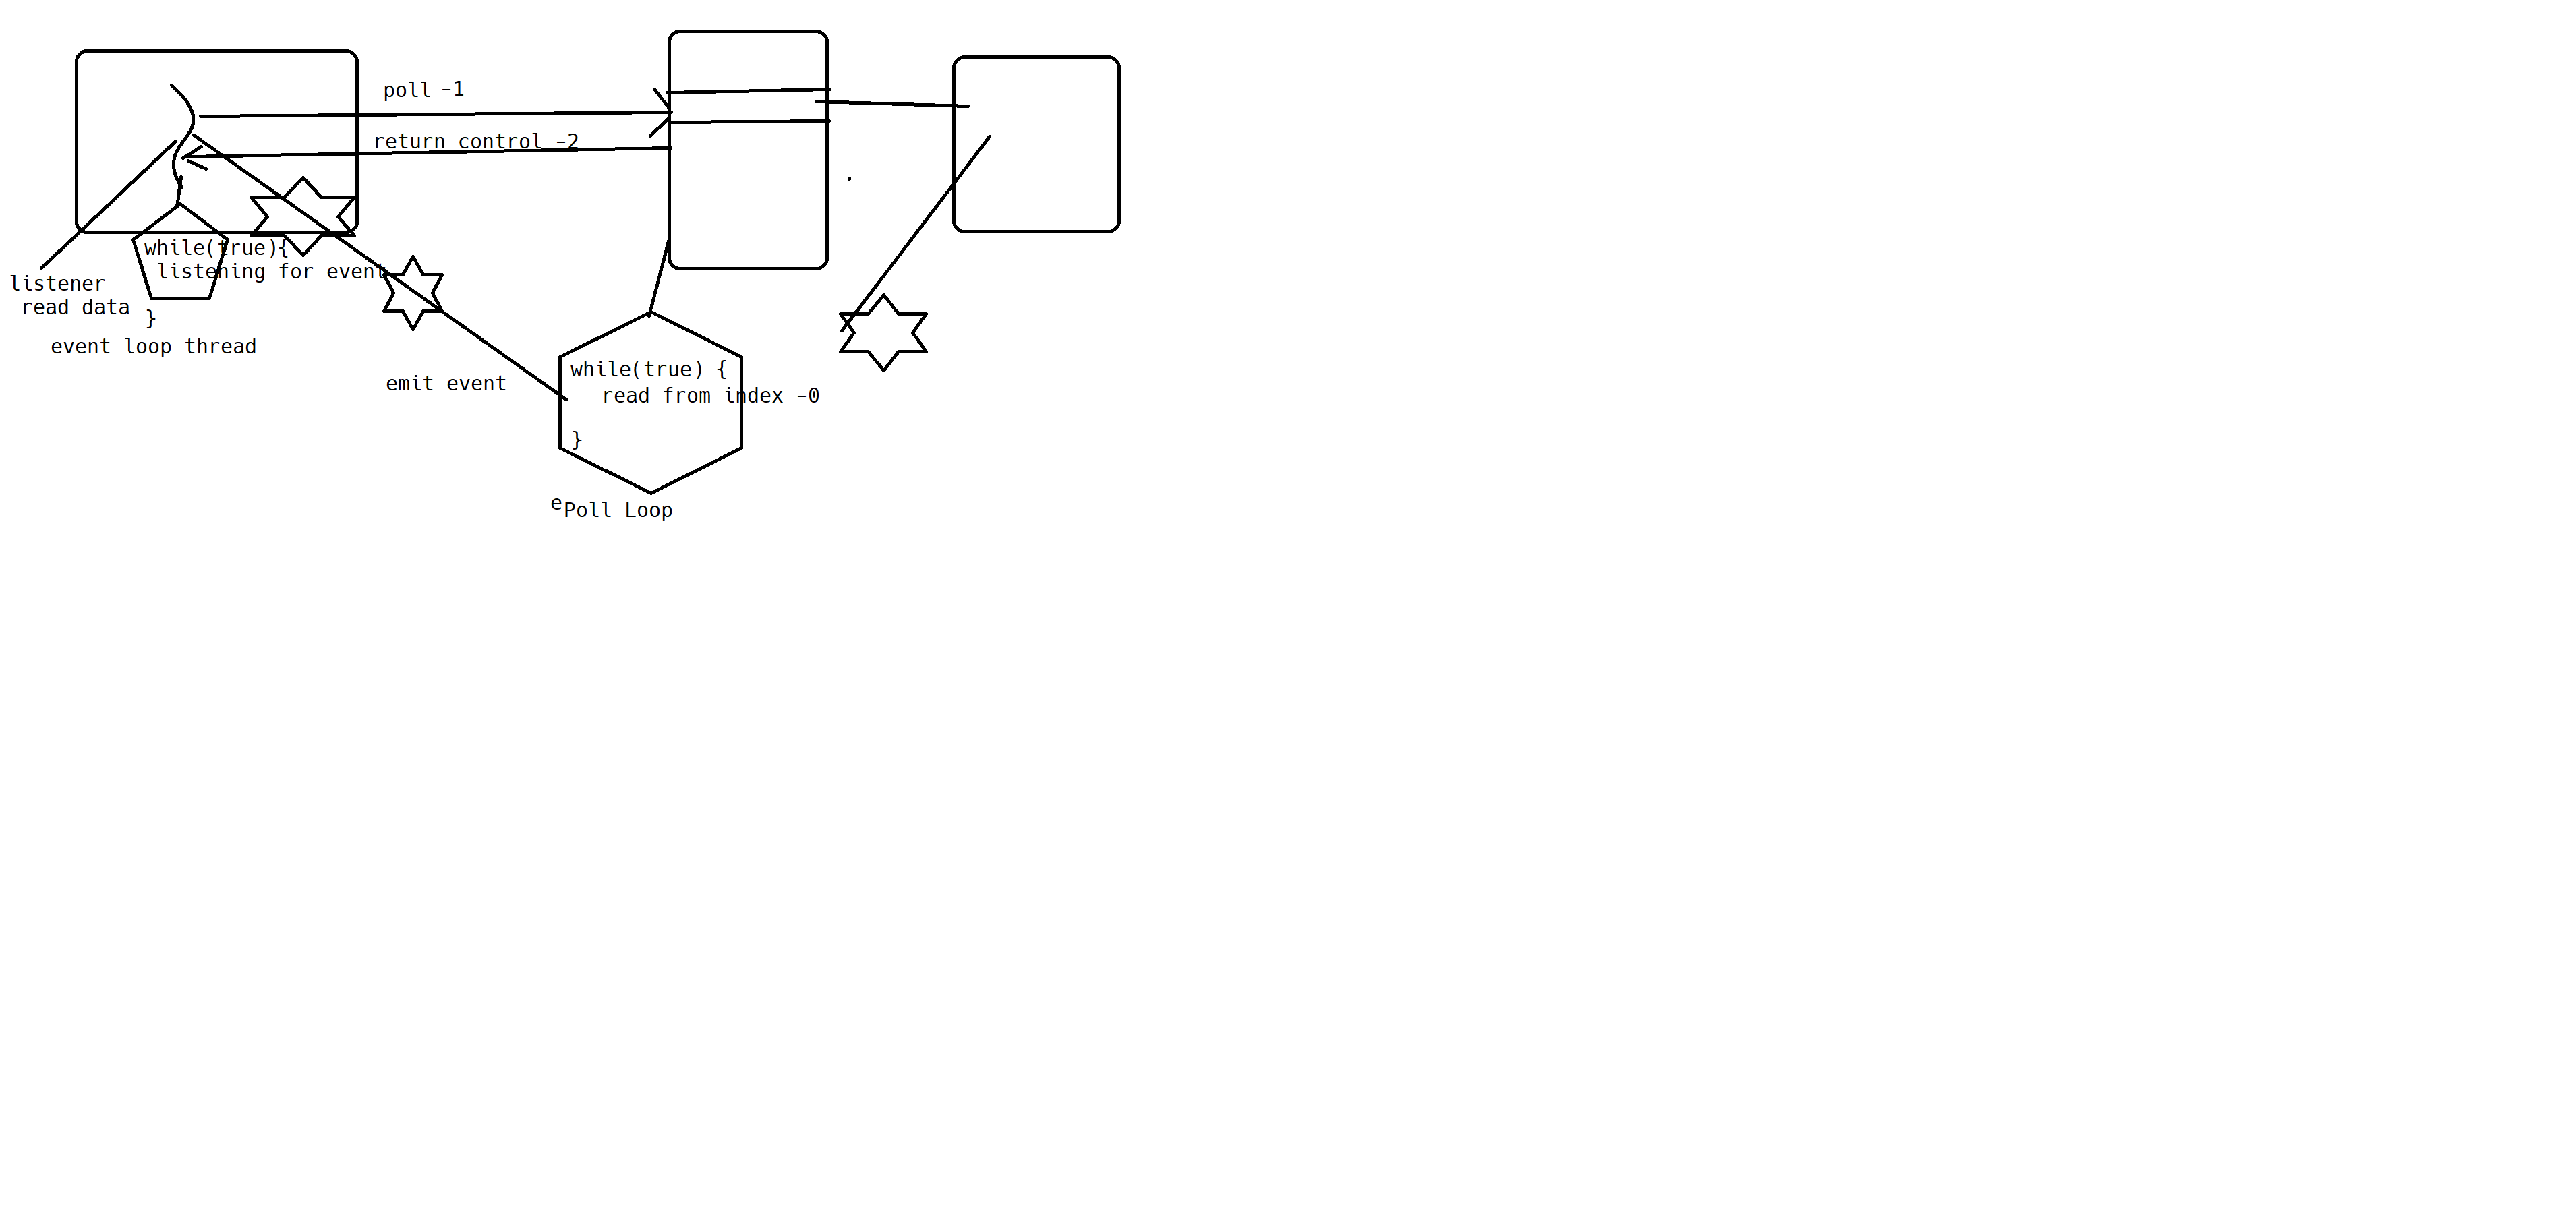 poll -1
return control -2
while(true){
listening for event
}
listener
read data
event loop thread
emit event
while(true) {
read from index -0
}
ePoll Loop